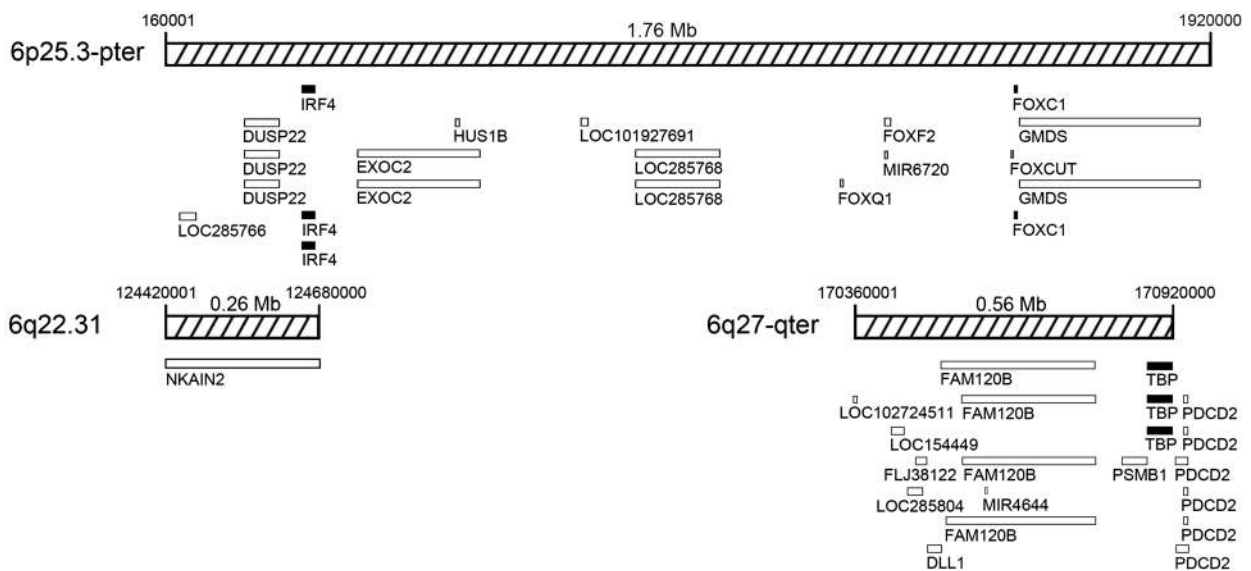 160001 1920000
1.76 Mb
6p25.3-pter
IRF4 FOXC1
DUSP22 HUS1B LOC101927691 FOXF2 GMDS
DUSP22 EXOC2 LOC285768 MIR6720 FOXCUT
DUSP22 EXOC2 LOC285768 FOXQ1 GMDS
LOC285766 IRF4 FOXC1
IRF4
124420001 124680000 170360001 170920000
0.26 Mb 0.56 Mb
6q22.31 6q27-qter
NKAIN2 FAM120B TBP
LOC102724511 FAM120B TBP PDCD2
LOC154449 TBP PDCD2
FLJ38122 FAM120B PSMB1 PDCD2
LOC285804 MIR4644 PDCD2
FAM120B PDCD2
DLL1 PDCD2